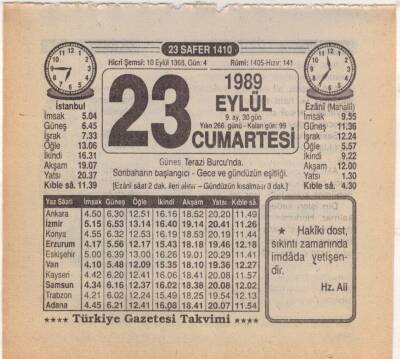 23 SAFER 1410
Hicrî Şemsî: 10 Eylül 1368, Gün: 4
Rûmi: 1405-Hızır: 141
23
1989
EYLÜL
9. ay, 30 gün
Yılın 266. günü - Kalan gün: 99
CUMARTESİ
Güneş Terazi Burcu'nda.
Sonbaharın başlangıcı - Gece ve gündüzün eşitliği.
[Ezânî sâat 2 dak. ileri alınır – Gündüzün kısalması 3 dak.]
İstanbul
İmsak 5.04
Güneş 6.45
İşrak 7.33
Öğle 13.06
İkindi 16.31
Akşam 19.07
Yatsı 20.37
Kıble sâ. 11.39
Ezânî (Mahallî)
İmsak 9.55
Güneş 11.36
İşrak 12.24
Öğle 5.57
İkindi 9.22
Akşam 12.00
Yatsı 1.30
Kıble sâ. 4.30
Yaz Sâati İmsak Güneş Öğle İkindi Akşam Yatsı Kıble sâ.
Ankara 4.50 6.30 12.51 16.16 18.52 20.20 11.49
İzmir 5.15 6.53 13.14 16.40 19.14 20.41 11.26
Konya 4.55 6.32 12.53 16.19 18.53 20.19 11.44
Erzurum 4.17 5.56 12.17 15.43 18.18 19.46 12.18
Eskişehir 5.00 6.39 13.00 16.26 19.01 20.29 11.41
Van 4.10 5.48 12.09 15.35 18.10 19.36 12.27
Kayseri 4.42 6.20 12.41 16.06 18.41 20.08 11.57
Samsun 4.34 6.16 12.37 16.02 18.38 20.08 12.02
Trabzon 4.21 6.02 12.24 15.49 18.25 19.54 12.13
Adana 4.45 6.21 12.41 16.08 18.41 20.07 11.54
★ Hakîkî dost,
sıkıntı zamanında
imdâda yetişen-
dir.
Hz. Ali
★★★★ Türkiye Gazetesi Takvimi ★★★★